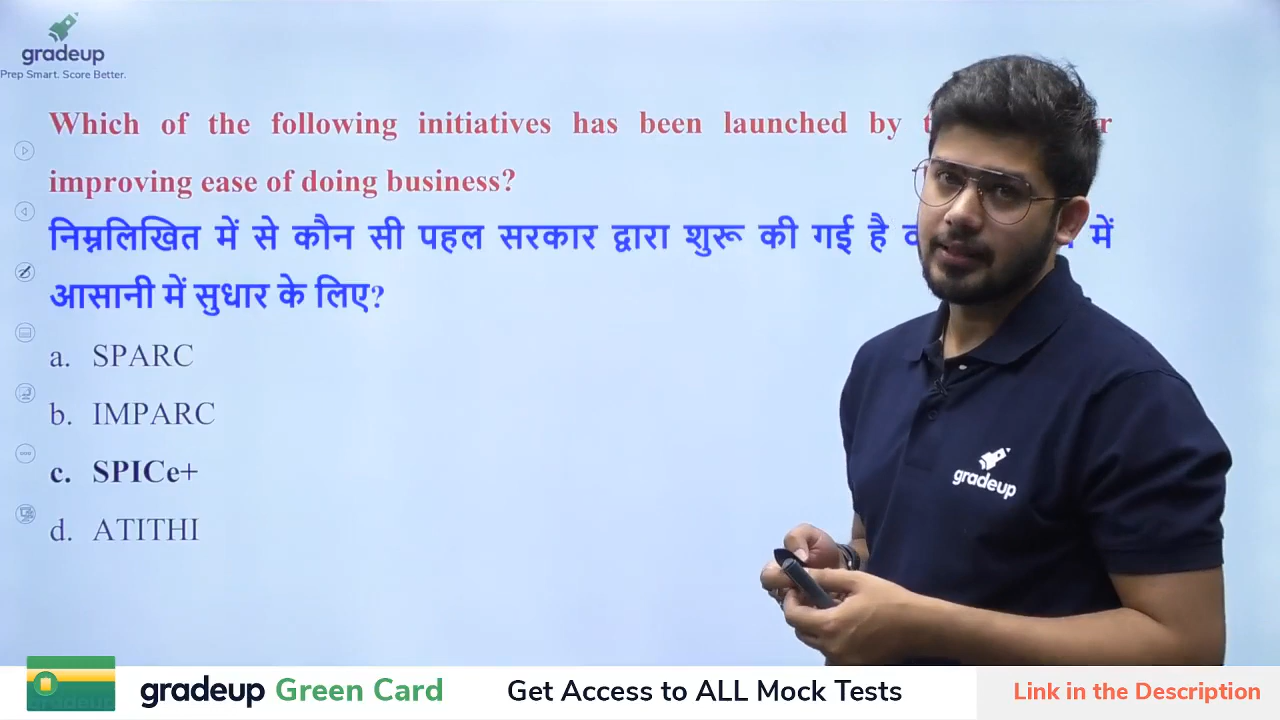 gradeup
Prep Smart. Score Better.
Which of the following initiatives has been launched by
improving ease of doing business?
निम्नलिखित में से कौन सी पहल सरकार द्वारा शुरू की गई है में
आसानी में सुधार के लिए?
a. SPARC
b. IMPARC
c. SPICe+
d. ATITHI
gradeup
gradeup Green Card
Get Access to ALL Mock Tests
Link in the Description